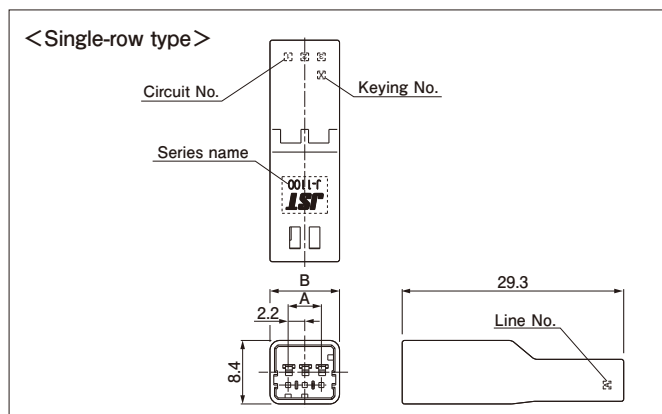 <Single-row type>
Circuit No.
Keying No.
Series name
J-1100
JST
B
A
2.2
8.4
29.3
Line No.